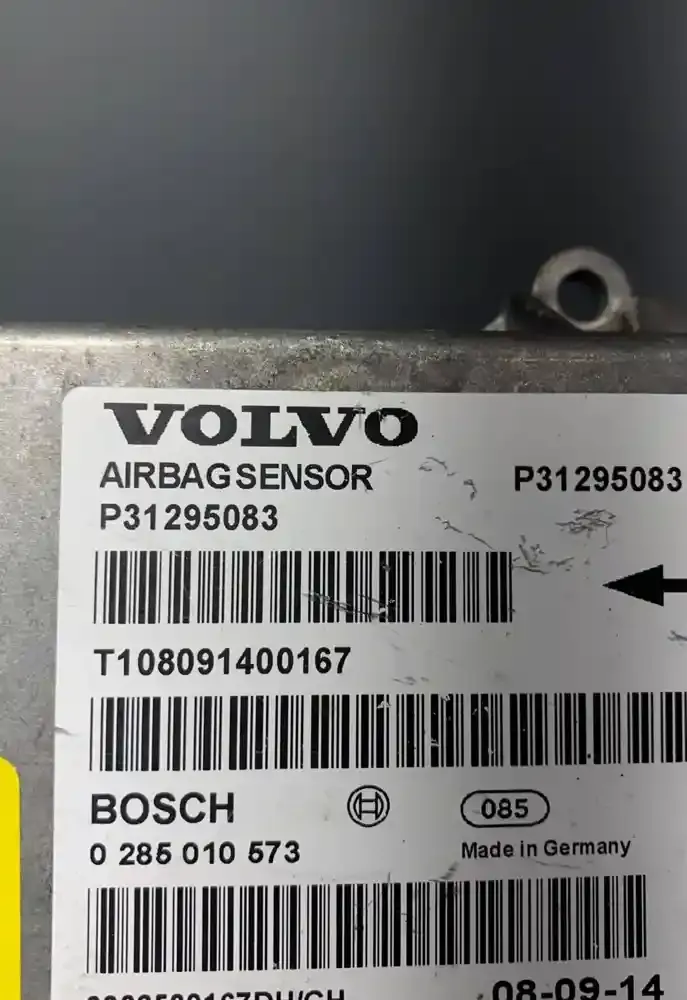 VOLVO
AIRBAGSENSOR P31295083
P31295083
T108091400167
BOSCH 085
0 285 010 573 Made in Germany
08-09-14